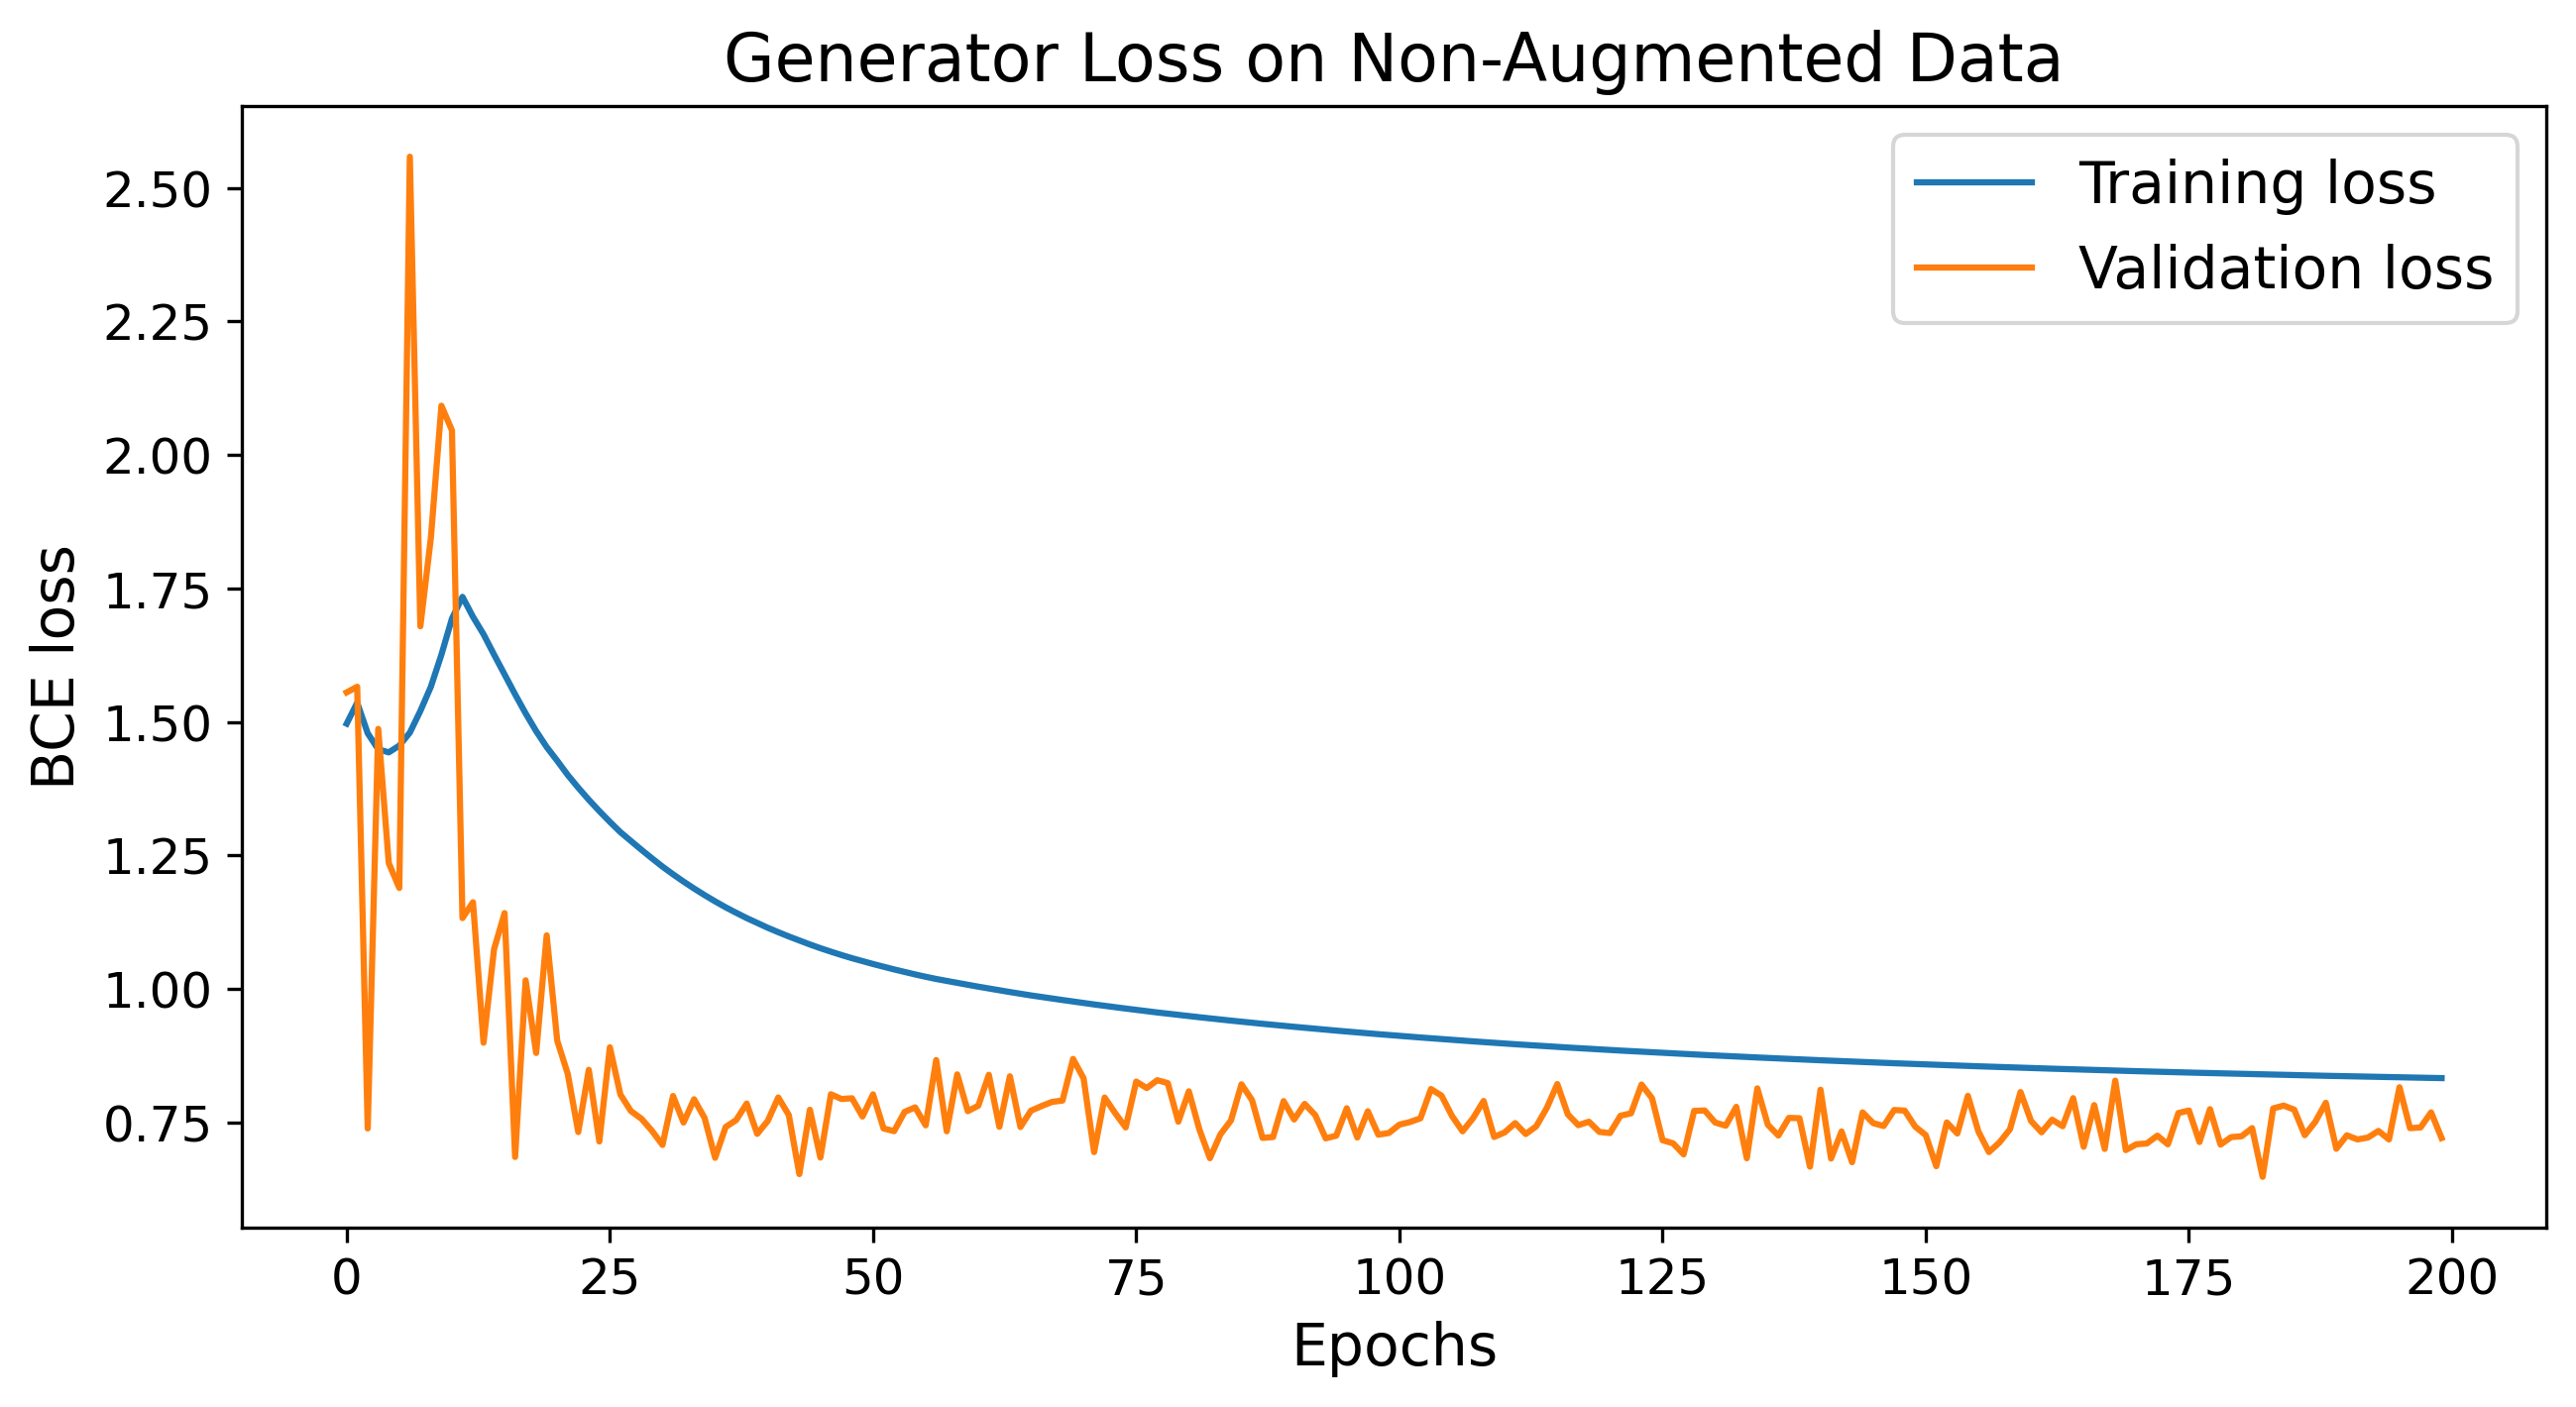 Generator Loss on Non-Augmented Data
Training loss
Validation loss
BCE loss
2.50
2.25
2.00
1.75
1.50
1.25
1.00
0.75
0 25 50 75 100 125 150 175 200
Epochs